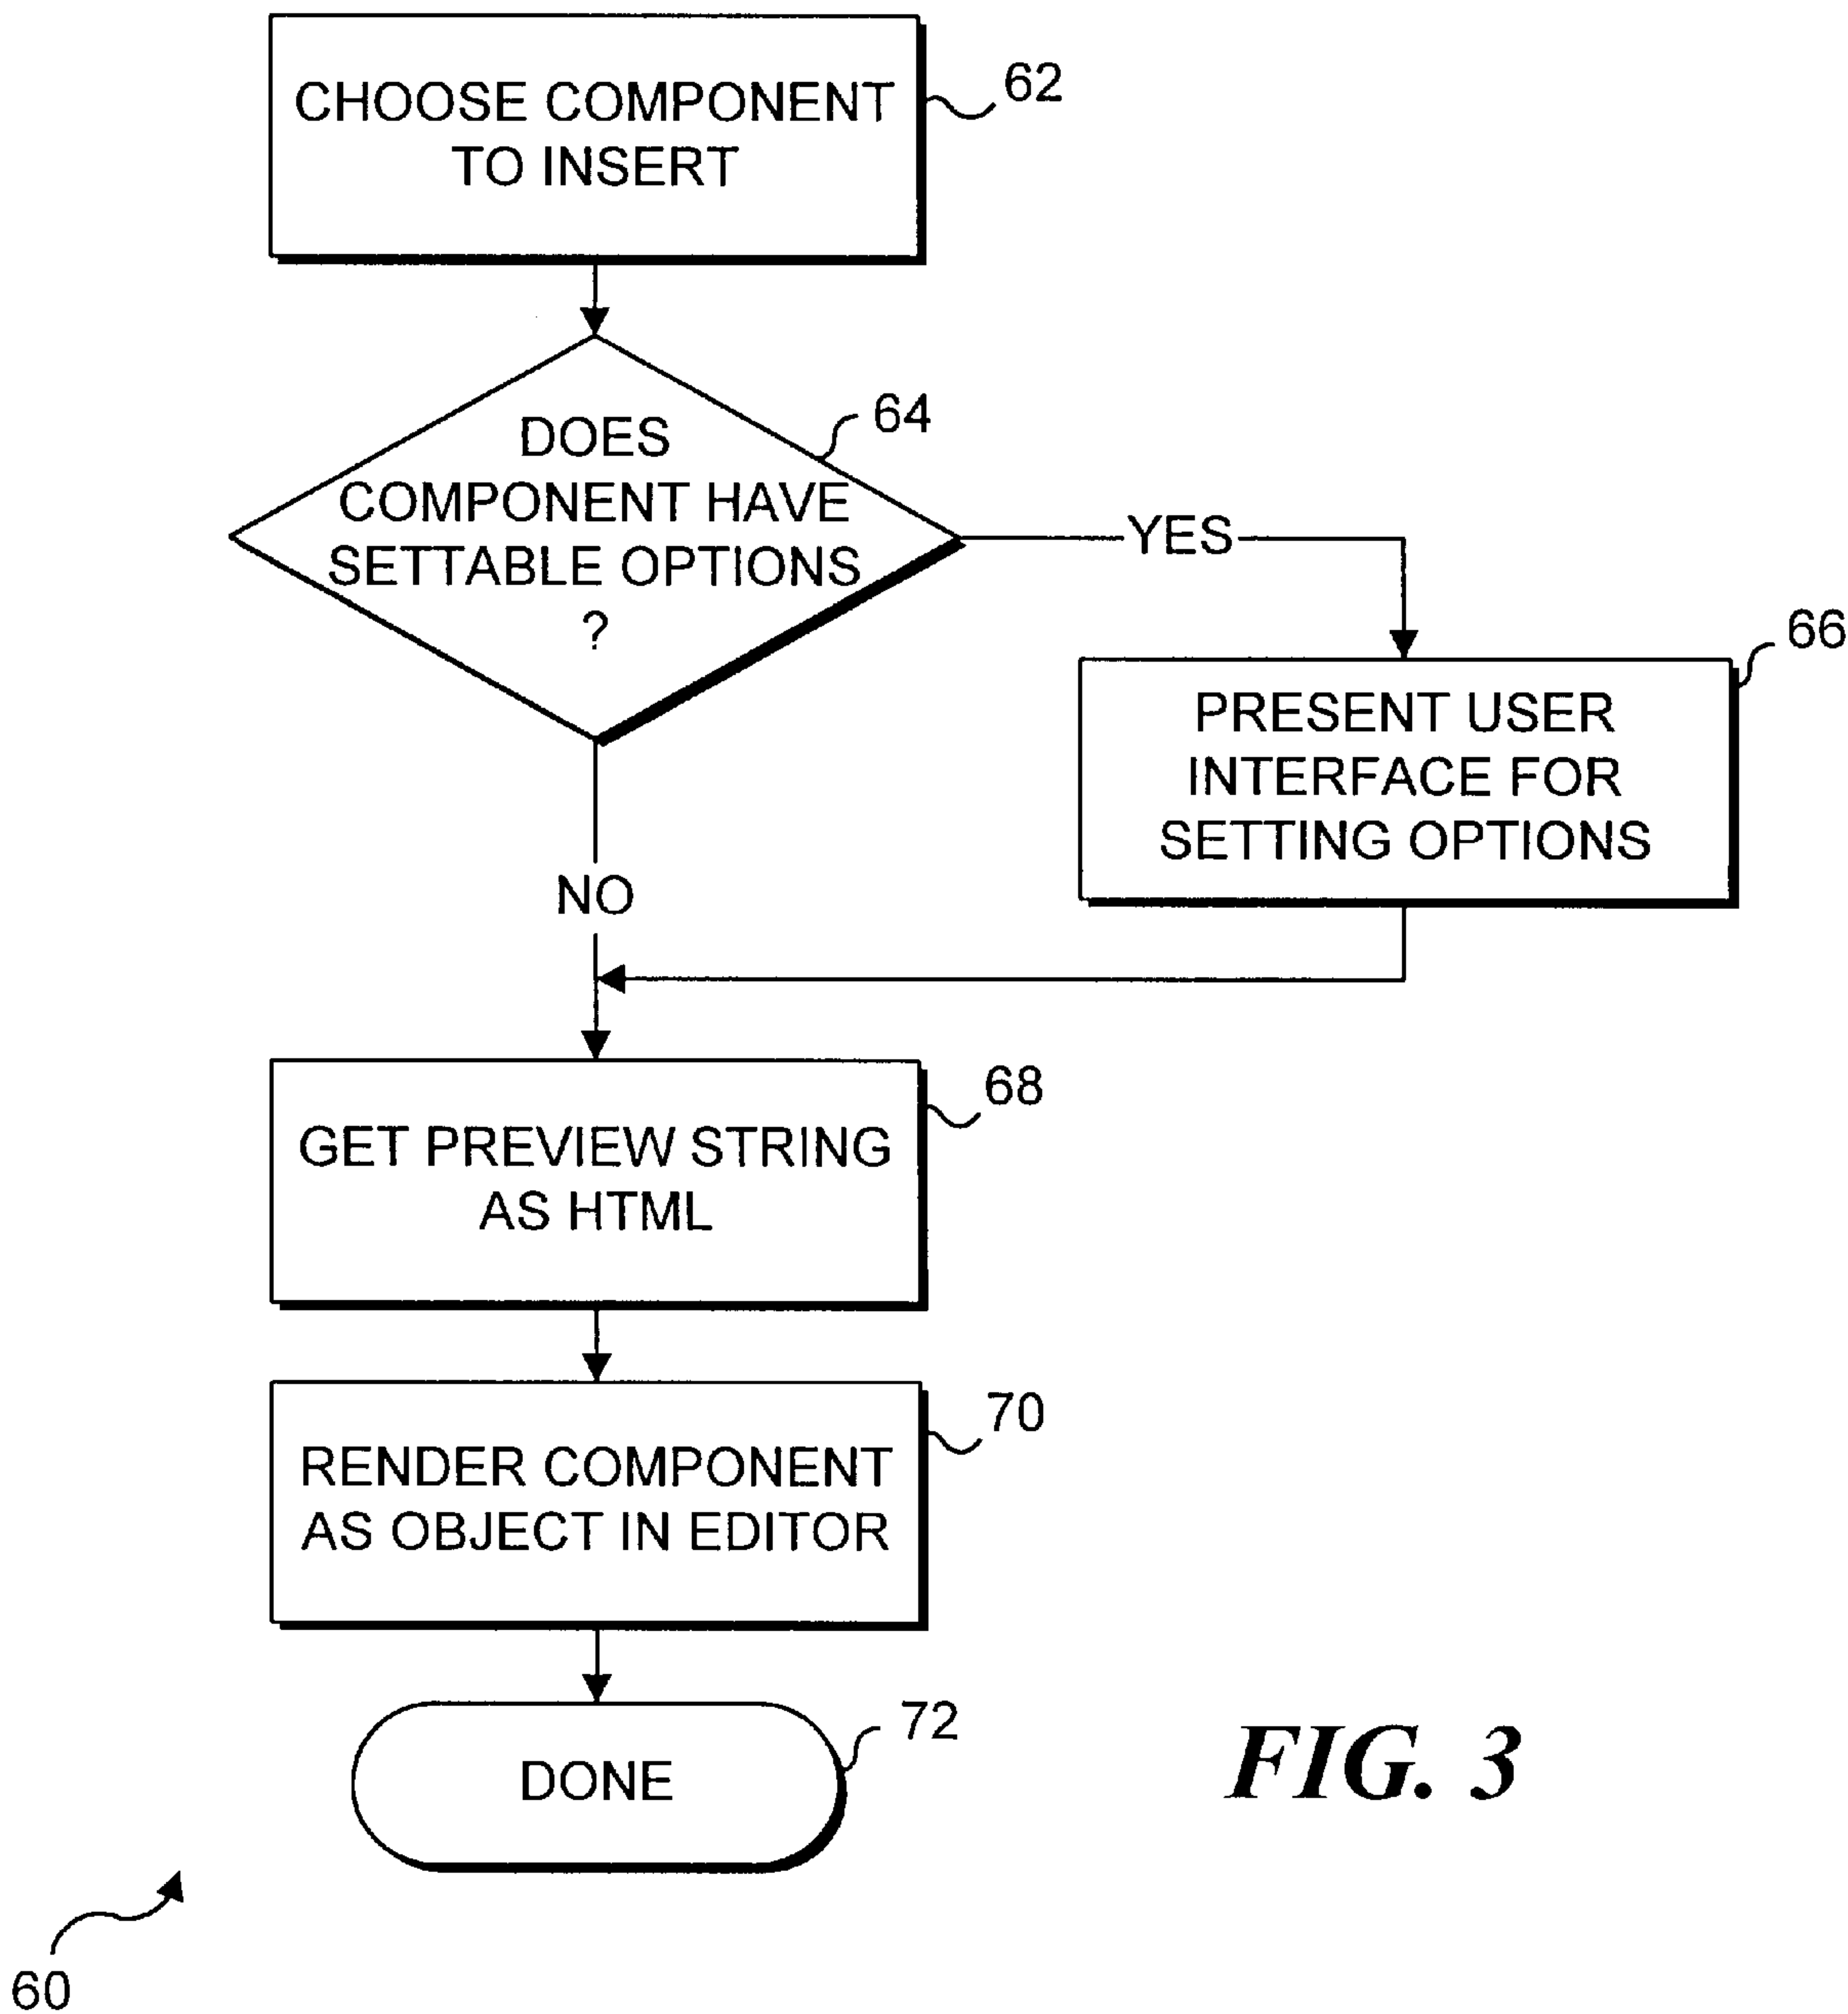 CHOOSE COMPONENT
TO INSERT
62
DOES
COMPONENT HAVE
SETTABLE OPTIONS
?
64
YES
66
PRESENT USER
INTERFACE FOR
SETTING OPTIONS
NO
68
GET PREVIEW STRING
AS HTML
70
RENDER COMPONENT
AS OBJECT IN EDITOR
72
DONE
FIG. 3
60